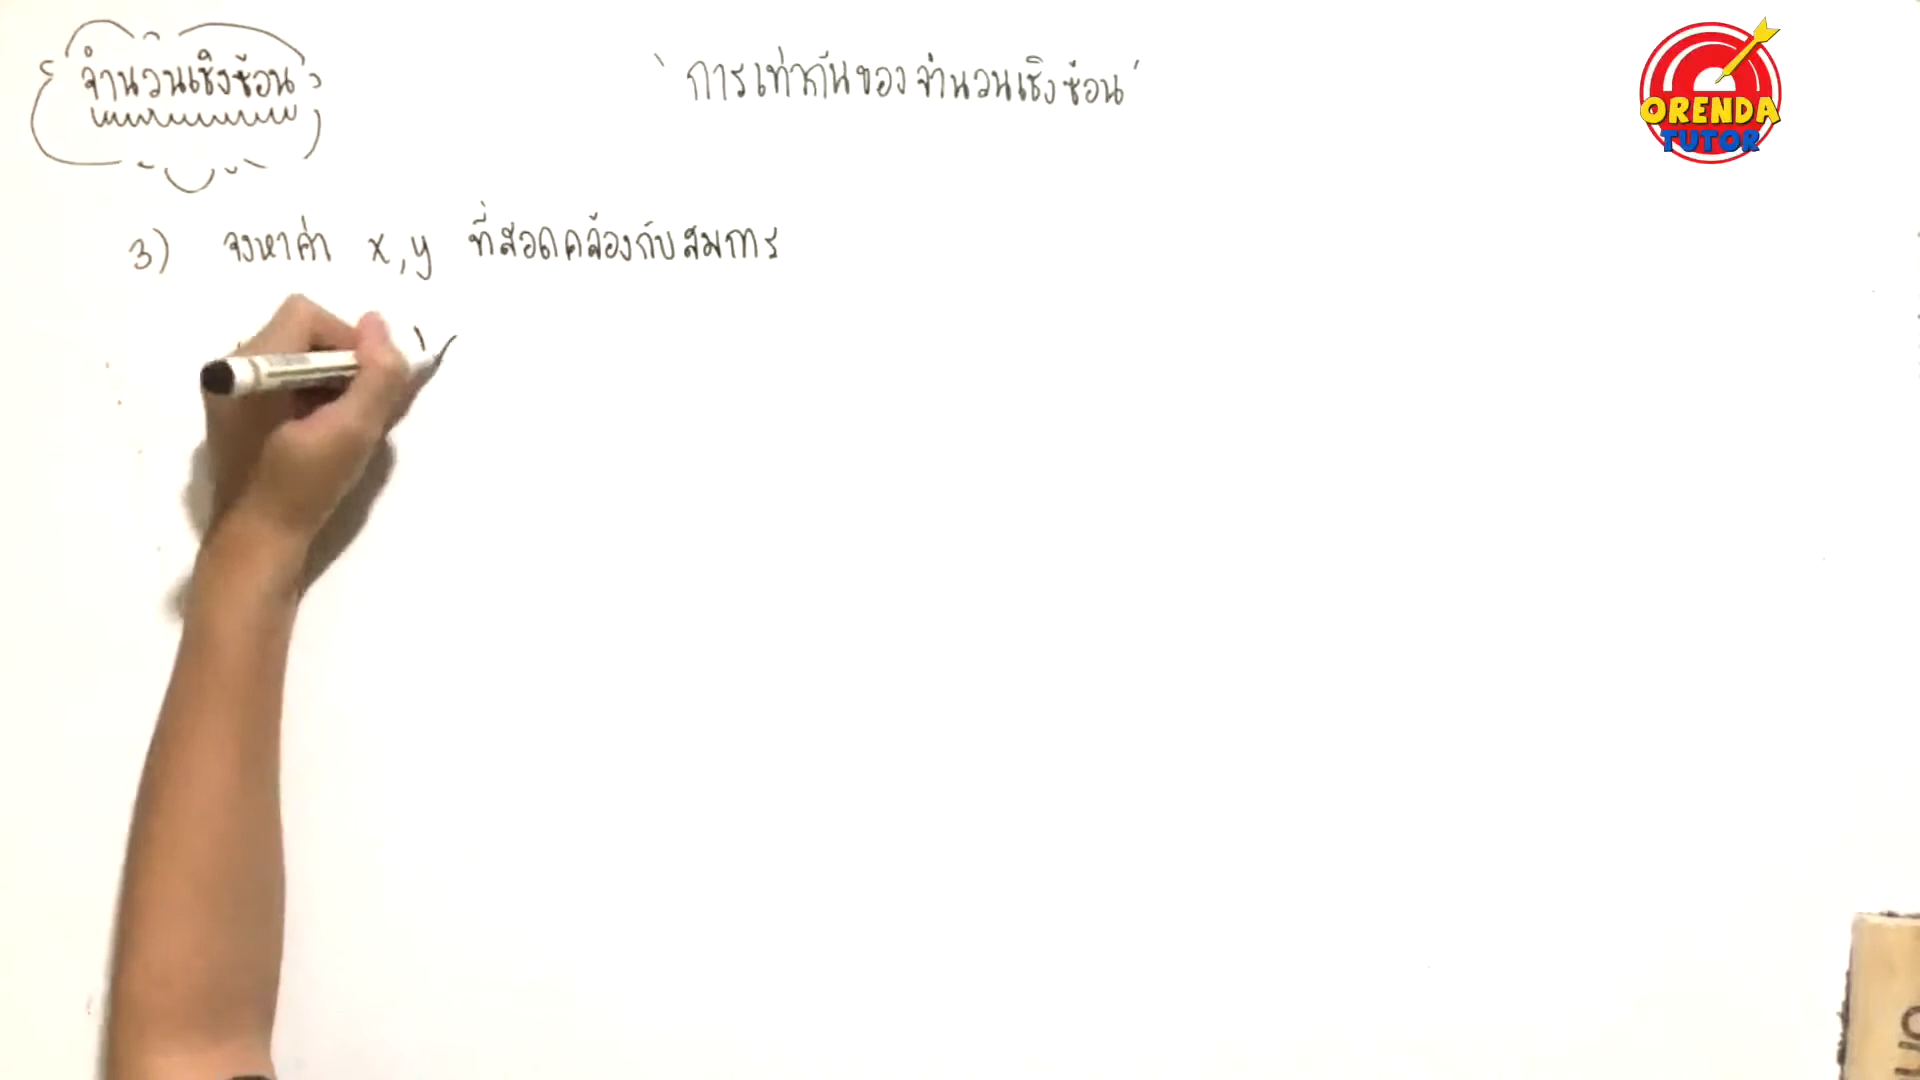 จำนวนเชิงซ้อน
'การเท่ากันของจำนวนเชิงซ้อน'
ORENDA
TUTOR
3) จงหาค่า x, y ที่สอดคล้องกับสมการ